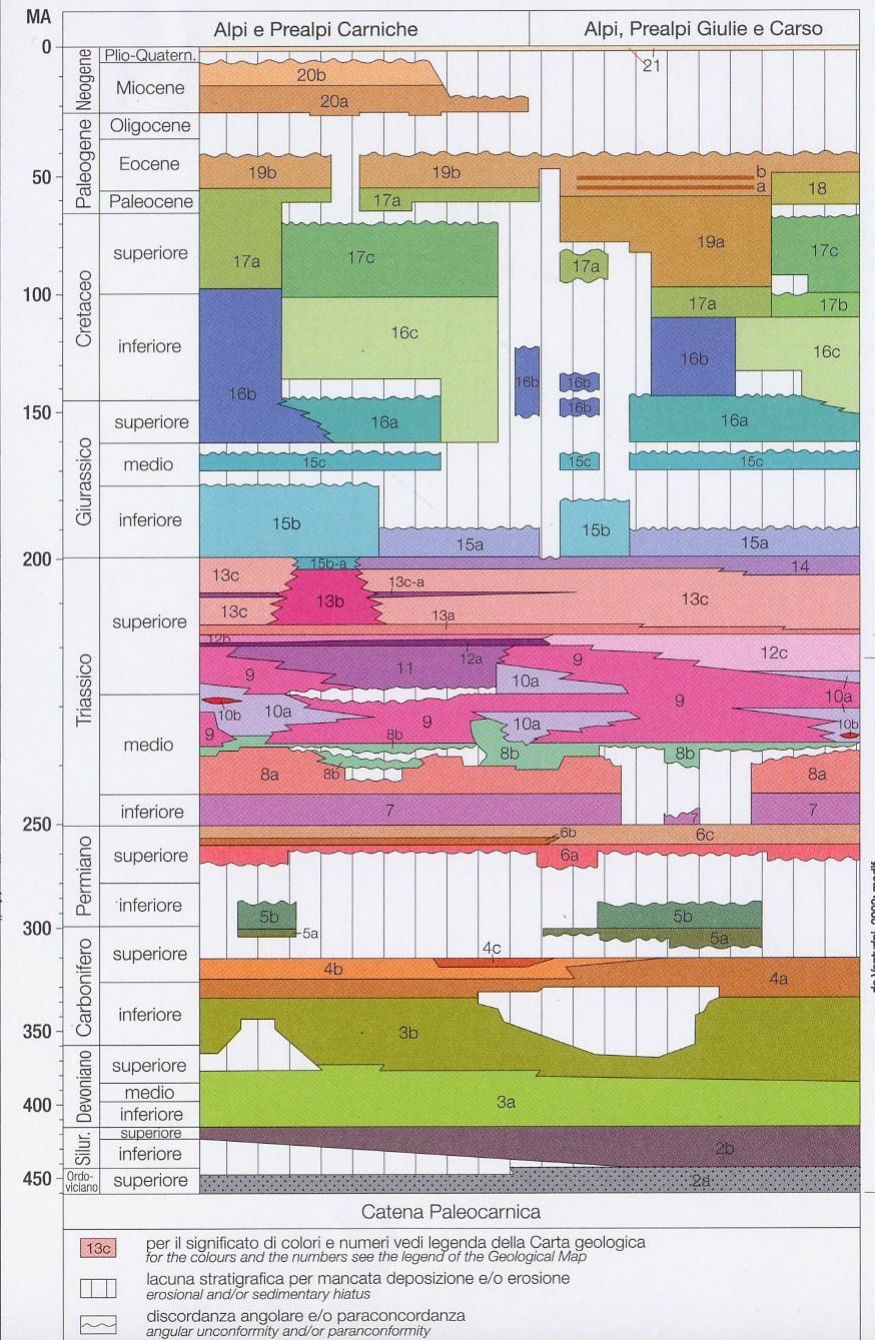 MA
Alpi e Prealpi Carniche
Alpi, Prealpi Giulie e Carso
0
Neogene
Plio-Quatern.
21
20b
Miocene
20a
Paleogene
Oligocene
Eocene
19b
19b
b
50
a
18
Paleocene
17a
Cretaceo
superiore
17a
17c
17a
19a
17c
100
17a
17b
inferiore
16c
16b
16b
16b
16b
16c
150
16b
Giurassico
superiore
16a
16a
medio
15c
15c
15c
inferiore
15b
15a
15b
15a
200
Triassico
superiore
15b-a
14
13c
13c-a
13b
13c
13c
13a
12b
12a
12c
9
11
9
10a
10a
medio
10b
10a
9
10a
9
10b
9
8b
8b
8b
8a
8b
8a
inferiore
7
7
7
250
Permiano
superiore
6b
6c
6a
inferiore
5b
5b
300
5a
5a
Carbonifero
superiore
4c
4b
4a
inferiore
3b
350
Devoniano
superiore
medio
400
3a
inferiore
Silur.
superiore
inferiore
2b
450
Ordo-
viciano
superiore
2a
Catena Paleocarnica
13c
per il significato di colori e numeri vedi legenda della Carta geologica
for the colours and the numbers see the legend of the Geological Map
lacuna stratigrafica per mancata deposizione e/o erosione
erosional and/or sedimentary hiatus
discordanza angolare e/o paraconcordanza
angular unconformity and/or paranconformity